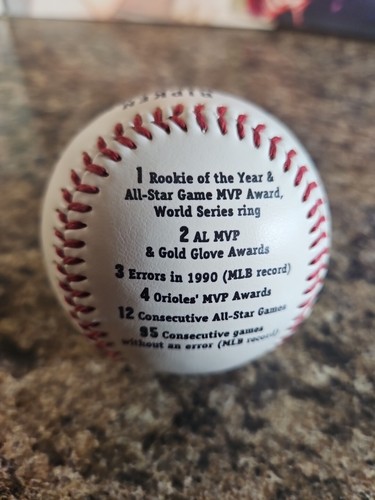 RIPKEN
1 Rookie of the Year &
All-Star Game MVP Award,
World Series ring
2 AL MVP
& Gold Glove Awards
3 Errors in 1990 (MLB record)
4 Orioles' MVP Awards
12 Consecutive All-Star Games
95 Consecutive games
without an error (MLB record)